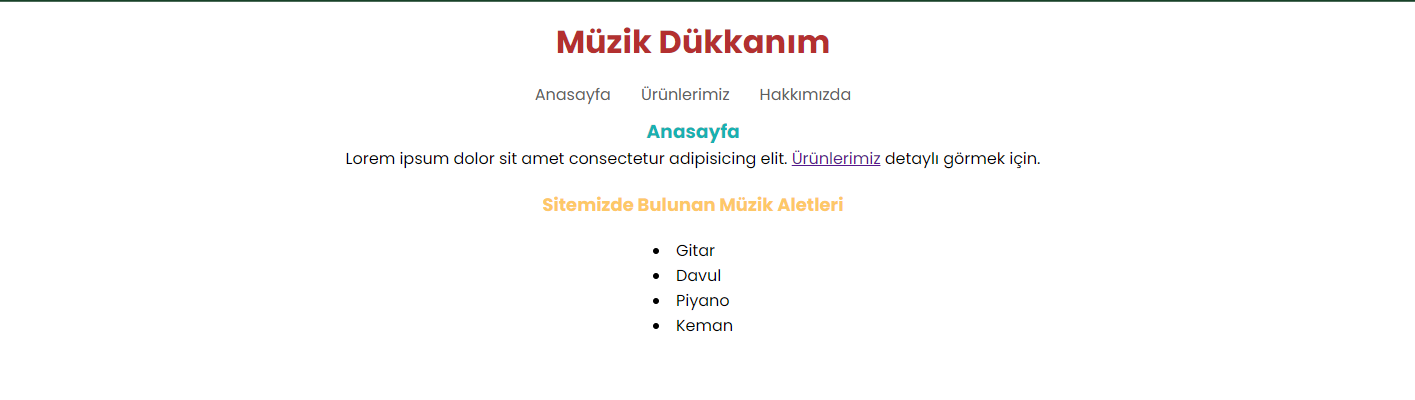 Müzik Dükkanım
Anasayfa Ürünlerimiz Hakkımızda
Anasayfa
Lorem ipsum dolor sit amet consectetur adipisicing elit. Ürünlerimiz detaylı görmek için.
Sitemizde Bulunan Müzik Aletleri
Gitar
Davul
Piyano
Keman